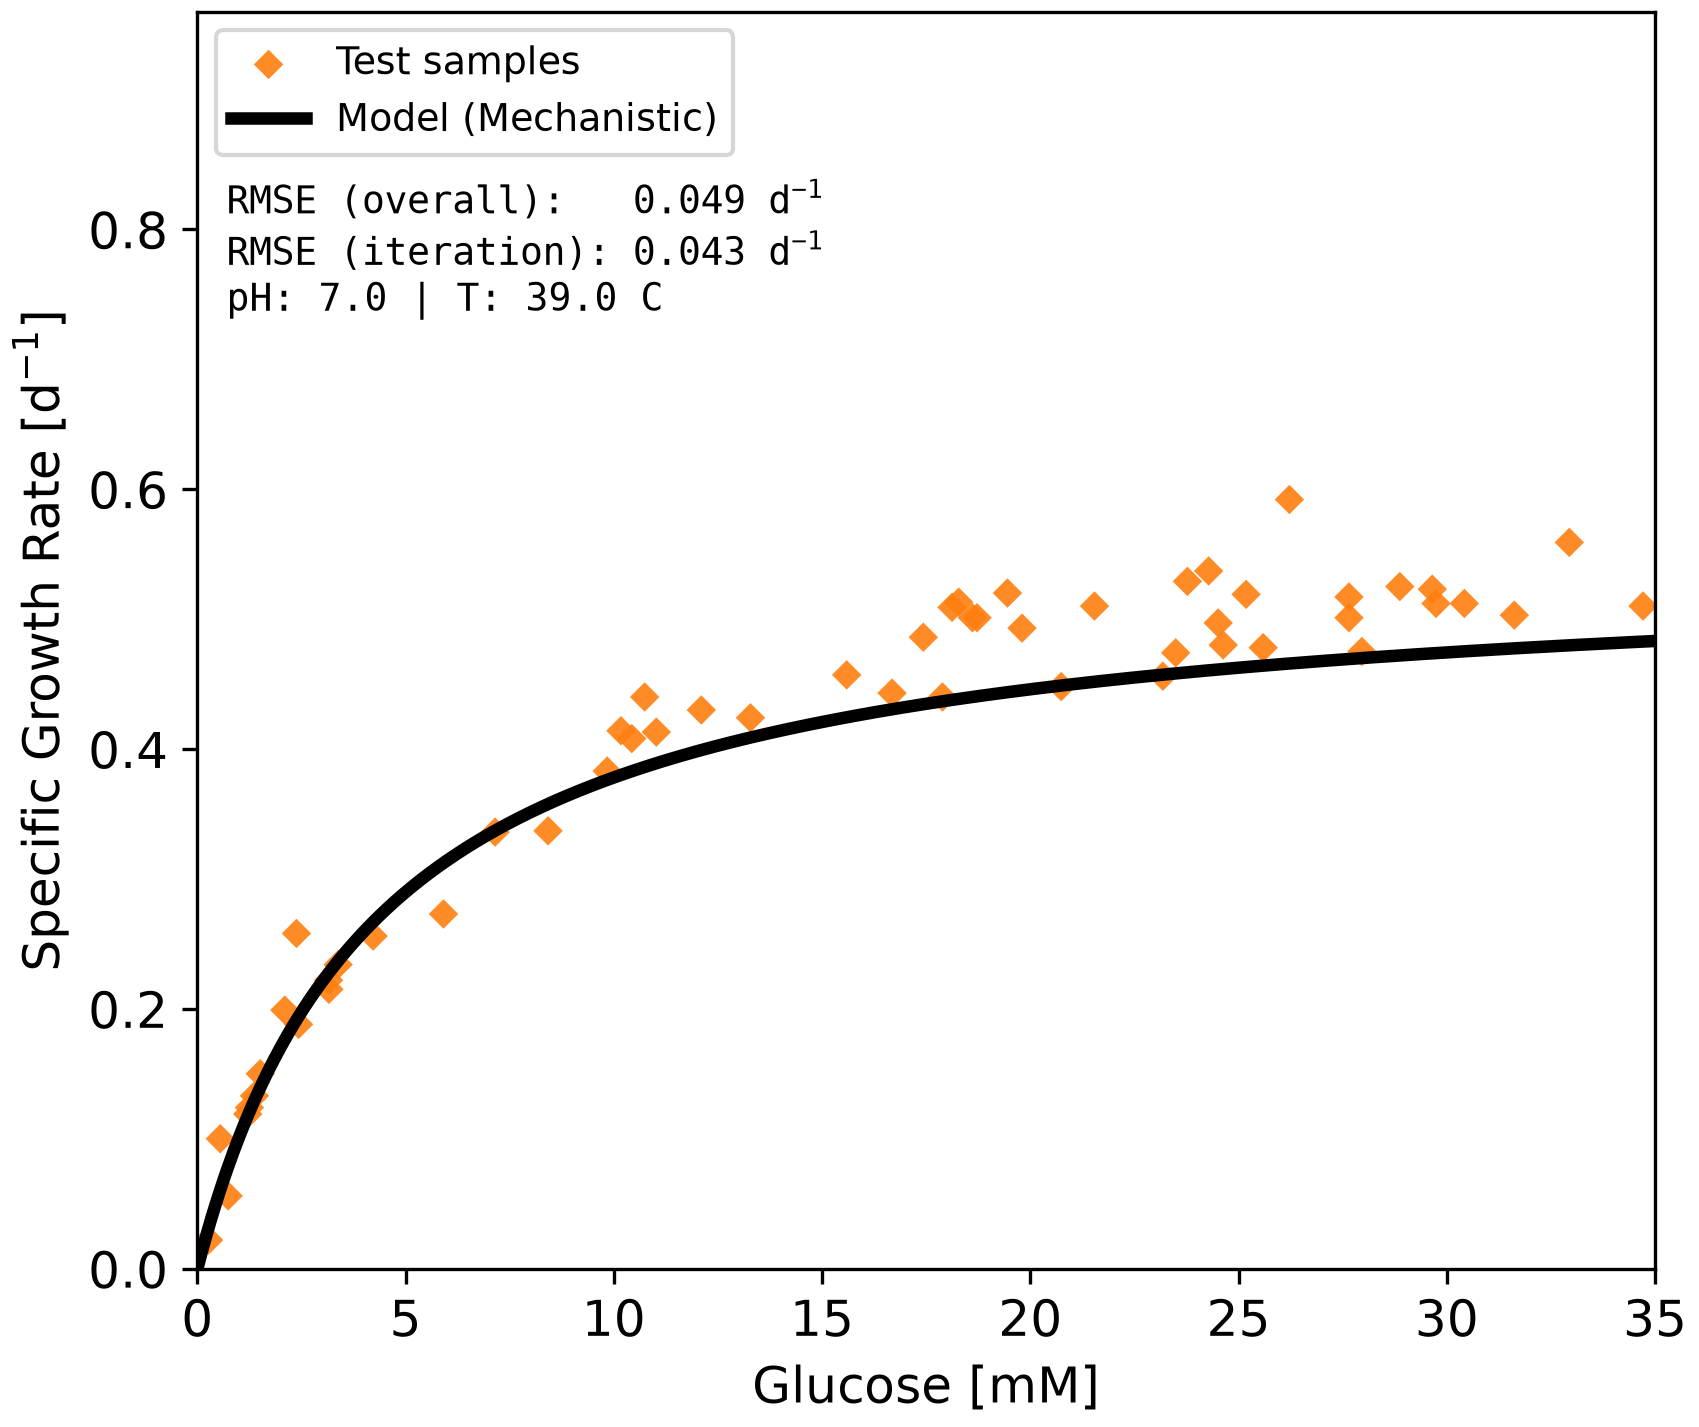 Test samples
Model (Mechanistic)
RMSE (overall):   0.049 d⁻¹
RMSE (iteration): 0.043 d⁻¹
pH: 7.0 | T: 39.0 C
Specific Growth Rate [d⁻¹]
0.8
0.6
0.4
0.2
0.0
0 5 10 15 20 25 30 35
Glucose [mM]